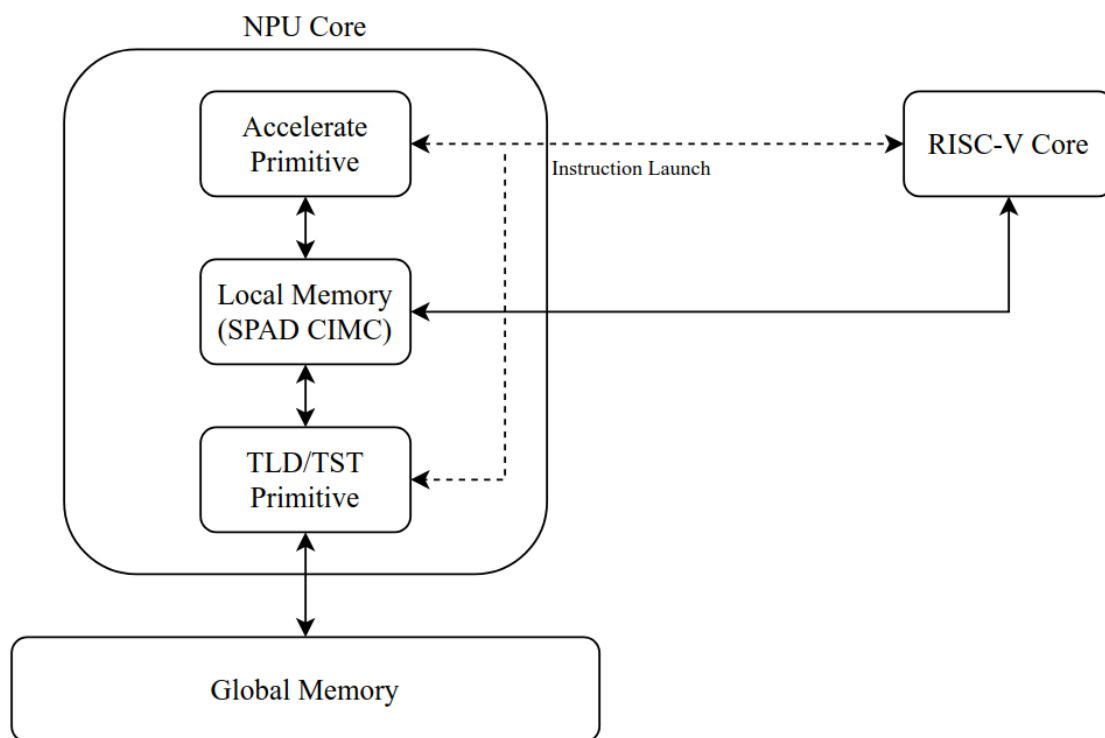 NPU Core
Accelerate
Primitive
RISC-V Core
Instruction Launch
Local Memory
(SPAD CIMC)
TLD/TST
Primitive
Global Memory